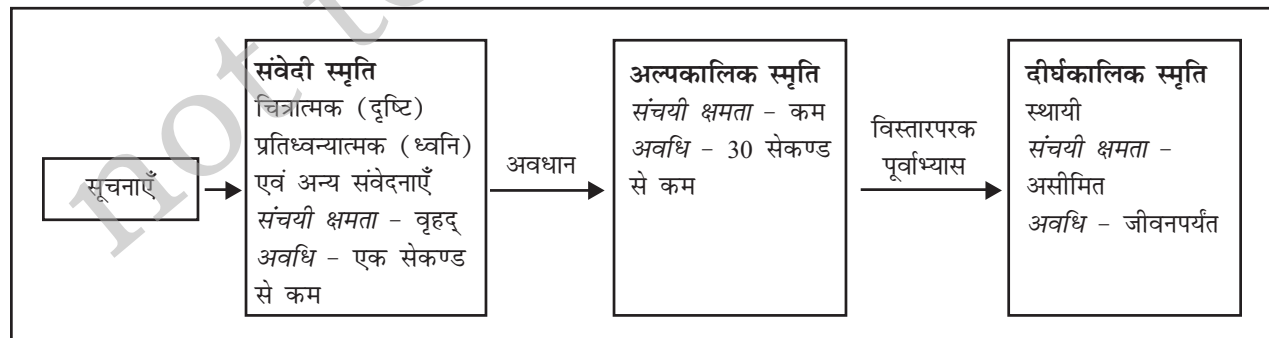 सूचनाएँ
संवेदी स्मृति
चित्रात्मक (दृष्टि)
प्रतिध्वन्यात्मक (ध्वनि)
एवं अन्य संवेदनाएँ
संचयी क्षमता - वृहद्
अवधि - एक सेकण्ड
से कम
अवधान
अल्पकालिक स्मृति
संचयी क्षमता - कम
अवधि - 30 सेकण्ड
से कम
विस्तारपरक
पूर्वाभ्यास
दीर्घकालिक स्मृति
स्थायी
संचयी क्षमता -
असीमित
अवधि - जीवनपर्यंत
not